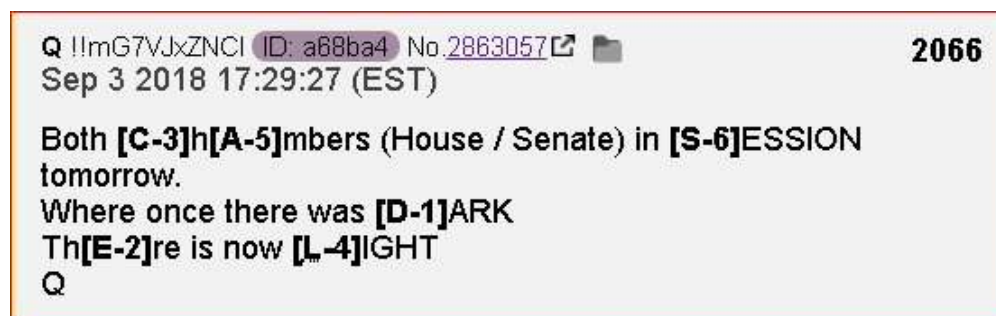 Q !!mG7VJxZNCI ID: a68ba4 No.2863057 2066
Sep 3 2018 17:29:27 (EST)
Both [C-3]h[A-5]mbers (House / Senate) in [S-6]ESSION
tomorrow.
Where once there was [D-1]ARK
Th[E-2]re is now [L-4]IGHT
Q